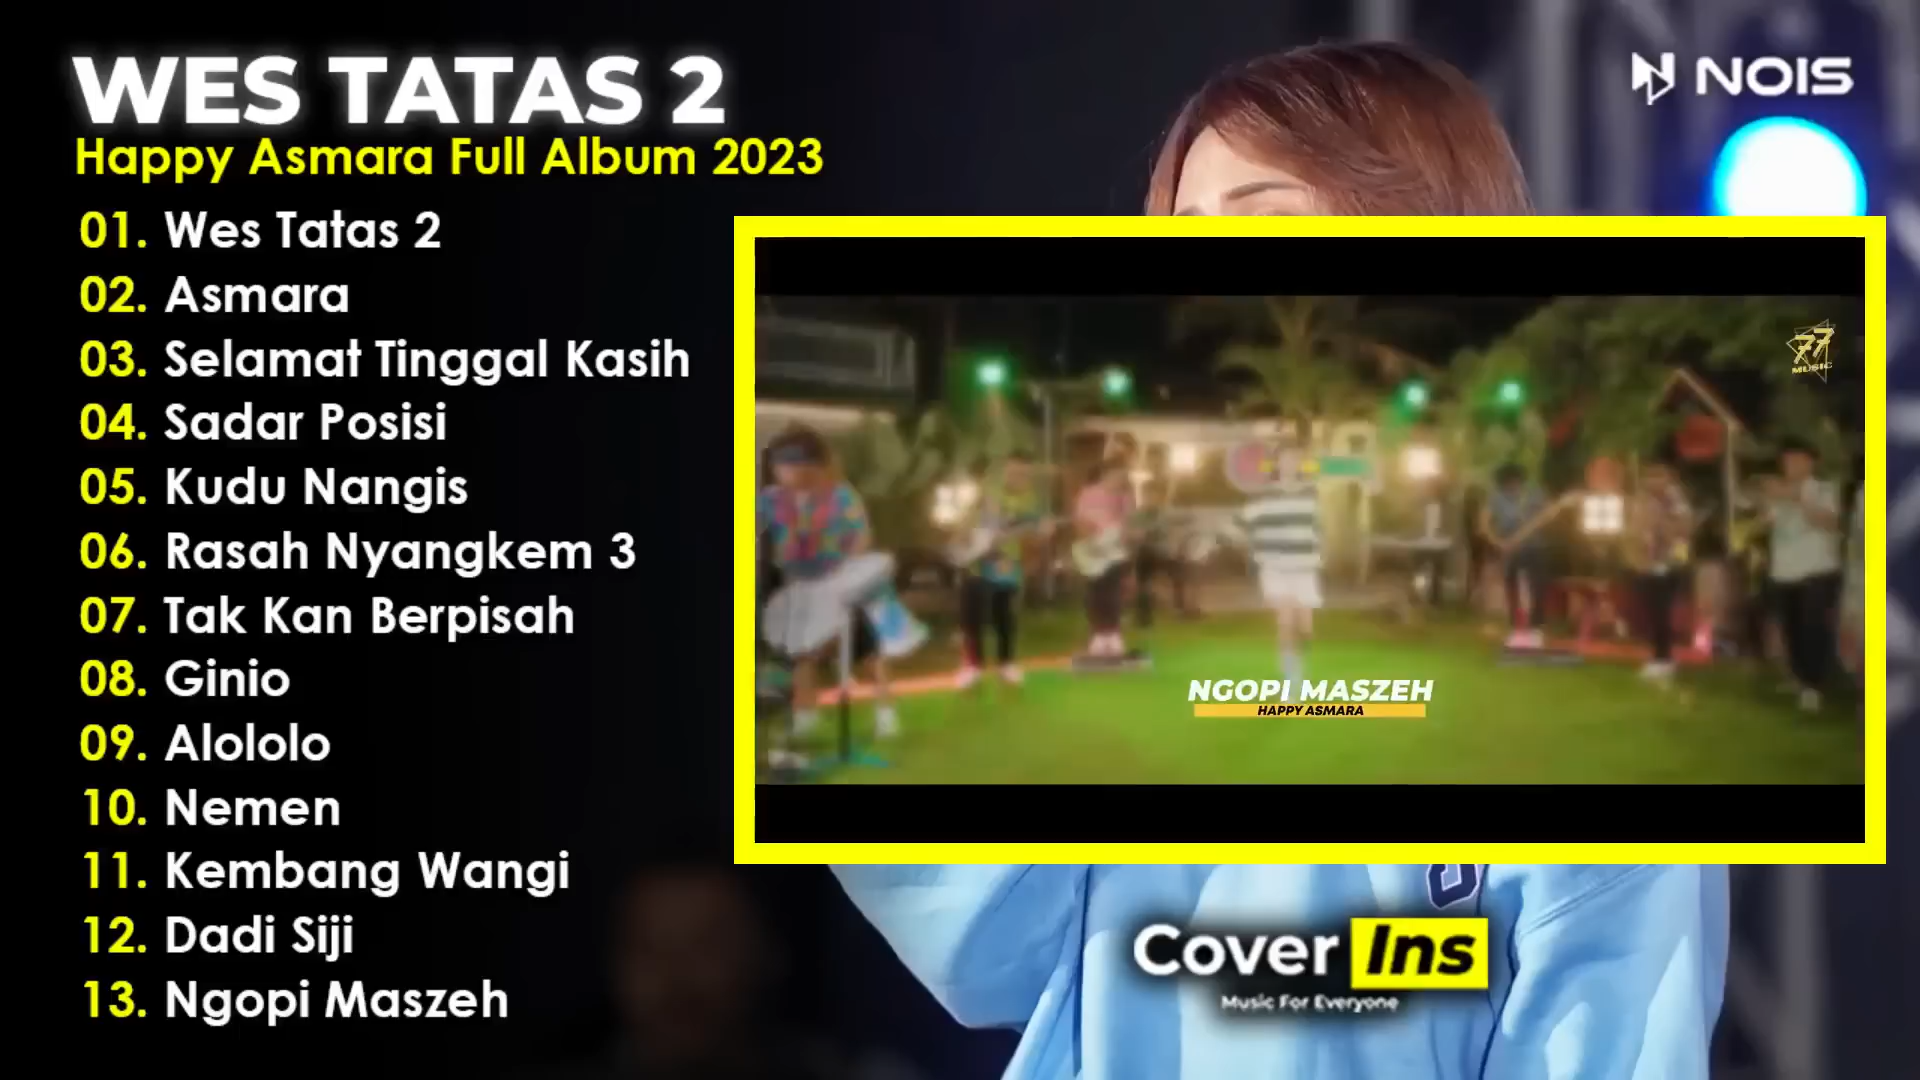 WES TATAS 2
Happy Asmara Full Album 2023
01. Wes Tatas 2
02. Asmara
03. Selamat Tinggal Kasih
04. Sadar Posisi
05. Kudu Nangis
06. Rasah Nyangkem 3
07. Tak Kan Berpisah
08. Ginio
09. Alololo
10. Nemen
11. Kembang Wangi
12. Dadi Siji
13. Ngopi Maszeh
NOIS
77
MUSIC
NGOPI MASZEH
HAPPY ASMARA
Cover Ins
Music For Everyone